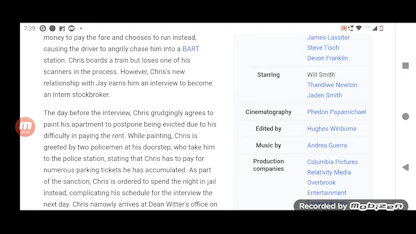 7:39
money to pay the fare and chooses to run instead,
causing the driver to angrily chase him into a BART
station. Chris boards a train but loses one of his
scanners in the process. However, Chris's new
relationship with Jay earns him an interview to become
an intern stockbroker.
The day before the interview, Chris grudgingly agrees to
paint his apartment to postpone being evicted due to his
difficulty in paying the rent. While painting, Chris is
greeted by two policemen at his doorstep, who take him
to the police station, stating that Chris has to pay for
numerous parking tickets he has accumulated. As part
of the sanction, Chris is ordered to spend the night in jail
instead, complicating his schedule for the interview the
next day. Chris narrowly arrives at Dean Witter's office on
James Lassiter
Steve Tisch
Devon Franklin
Starring Will Smith
Thandiwe Newton
Jaden Smith
Cinematography Phedon Papamichael
Edited by Hughes Winborne
Music by Andrea Guerra
Production companies Columbia Pictures
Relativity Media
Overbrook
Entertainment
Recorded by Mobizen